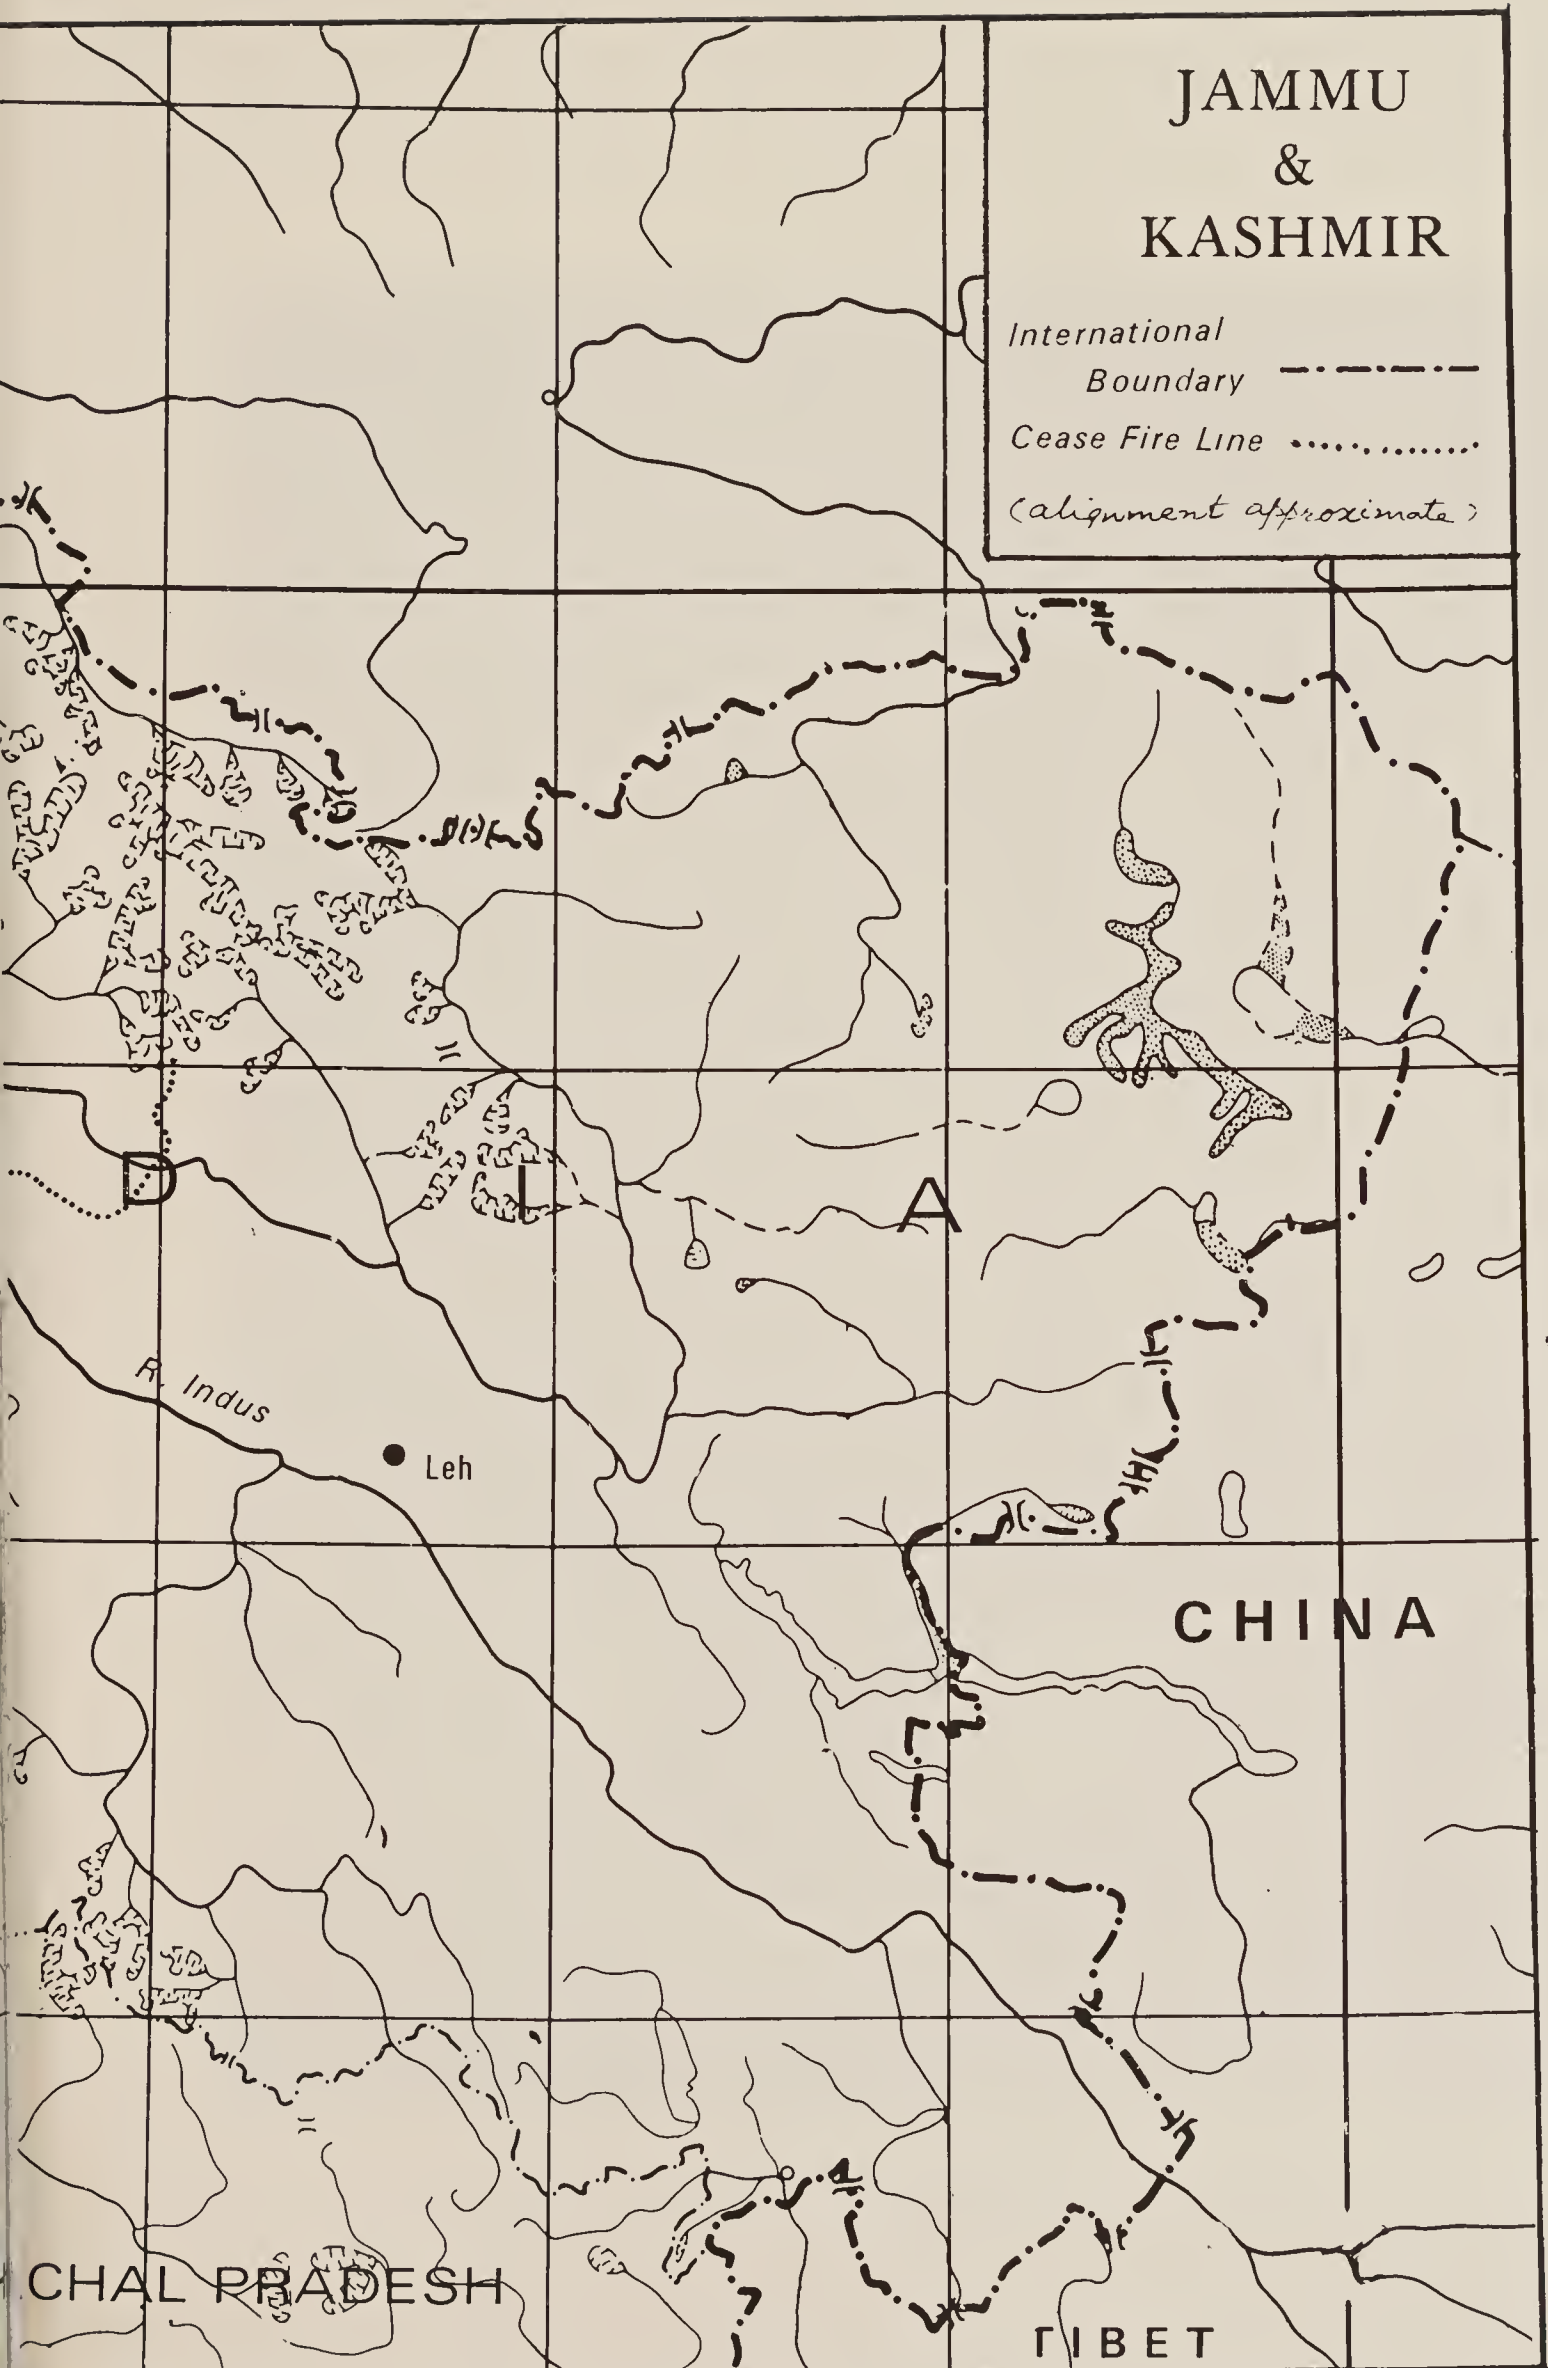 JAMMU
&
KASHMIR
International
Boundary
Cease Fire Line
(alignment approximate)
D I A
R. Indus
Leh
CHINA
CHAL PRADESH
TIBET